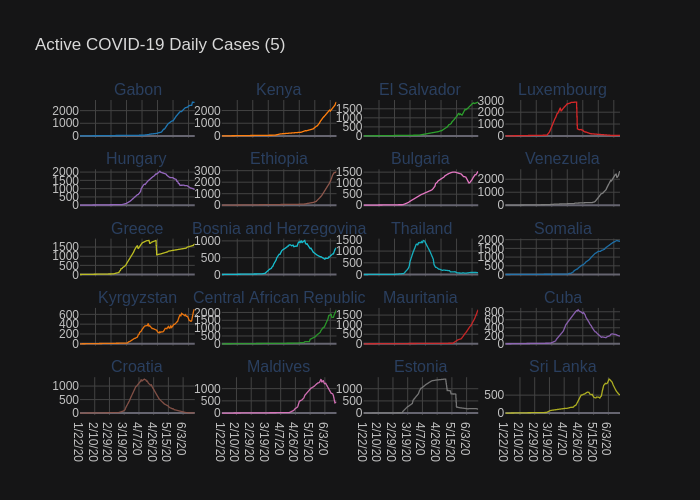 Active COVID-19 Daily Cases (5)
Gabon Kenya El Salvador Luxembourg
2000 1000 0 2000 1000 0 1500 1000 500 0 3000 2000 1000 0
Hungary Ethiopia Bulgaria Venezuela
2000 1500 1000 500 0 3000 2000 1000 0 1500 1000 500 0 2000 1000 0
Greece Bosnia and Herzegovina Thailand Somalia
1500 1000 500 0 1000 500 0 1500 1000 500 0 2000 1500 1000 500 0
Kyrgyzstan Central African Republic Mauritania Cuba
600 400 200 0 2000 1500 1000 500 0 1500 1000 500 0 800 600 400 200 0
Croatia Maldives Estonia Sri Lanka
1000 500 0 1000 500 0 1000 500 0 500 0
1/22/20 2/10/20 2/29/20 3/19/20 4/7/20 4/26/20 5/15/20 6/3/20 1/22/20 2/10/20 2/29/20 3/19/20 4/7/20 4/26/20 5/15/20 6/3/20 1/22/20 2/10/20 2/29/20 3/19/20 4/7/20 4/26/20 5/15/20 6/3/20 1/22/20 2/10/20 2/29/20 3/19/20 4/7/20 4/26/20 5/15/20 6/3/20